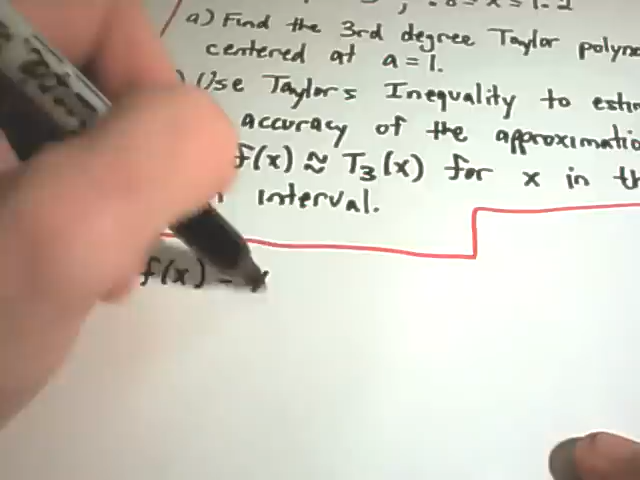 a) Find the 3rd degree Taylor polyn
centered at a = 1.
) Use Taylor's Inequality to esti
accuracy of the approximatio
f(x) ≈ T₃(x) for x in th
interval.
f(x) =